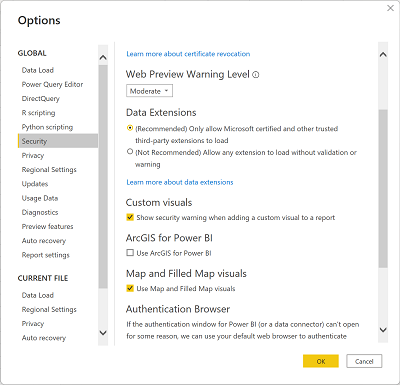 Options
GLOBAL
Data Load
Power Query Editor
DirectQuery
R scripting
Python scripting
Security
Privacy
Regional Settings
Updates
Usage Data
Diagnostics
Preview features
Auto recovery
Report settings
CURRENT FILE
Data Load
Regional Settings
Privacy
Auto recovery
Learn more about certificate revocation
Web Preview Warning Level
Moderate
Data Extensions
(Recommended) Only allow Microsoft certified and other trusted
third-party extensions to load
(Not Recommended) Allow any extension to load without validation or
warning
Learn more about data extensions
Custom visuals
Show security warning when adding a custom visual to a report
ArcGIS for Power BI
Use ArcGIS for Power BI
Map and Filled Map visuals
Use Map and Filled Map visuals
Authentication Browser
If the authentication window for Power BI (or a data connector) can't open
for some reason, we can use your default web browser to authenticate
OK
Cancel